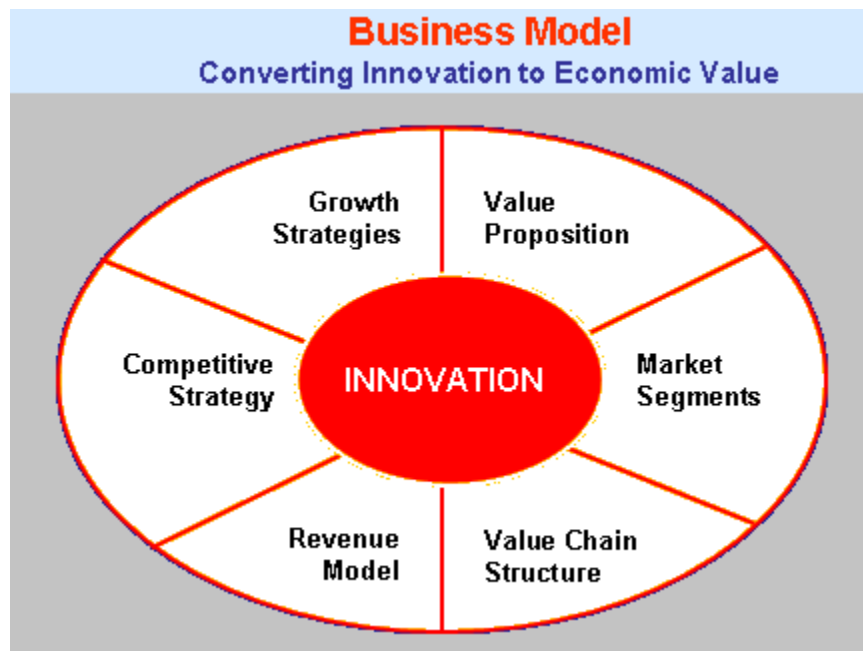 Business Model
Converting Innovation to Economic Value
Growth
Strategies
Value
Proposition
Competitive
Strategy
INNOVATION
Market
Segments
Revenue
Model
Value Chain
Structure